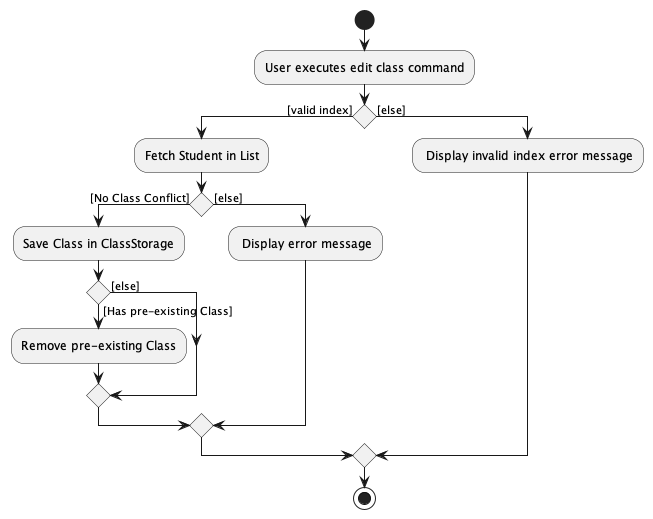 User executes edit class command
[valid index]
[else]
Fetch Student in List
Display invalid index error message
[No Class Conflict]
[else]
Save Class in ClassStorage
Display error message
[else]
[Has pre-existing Class]
Remove pre-existing Class